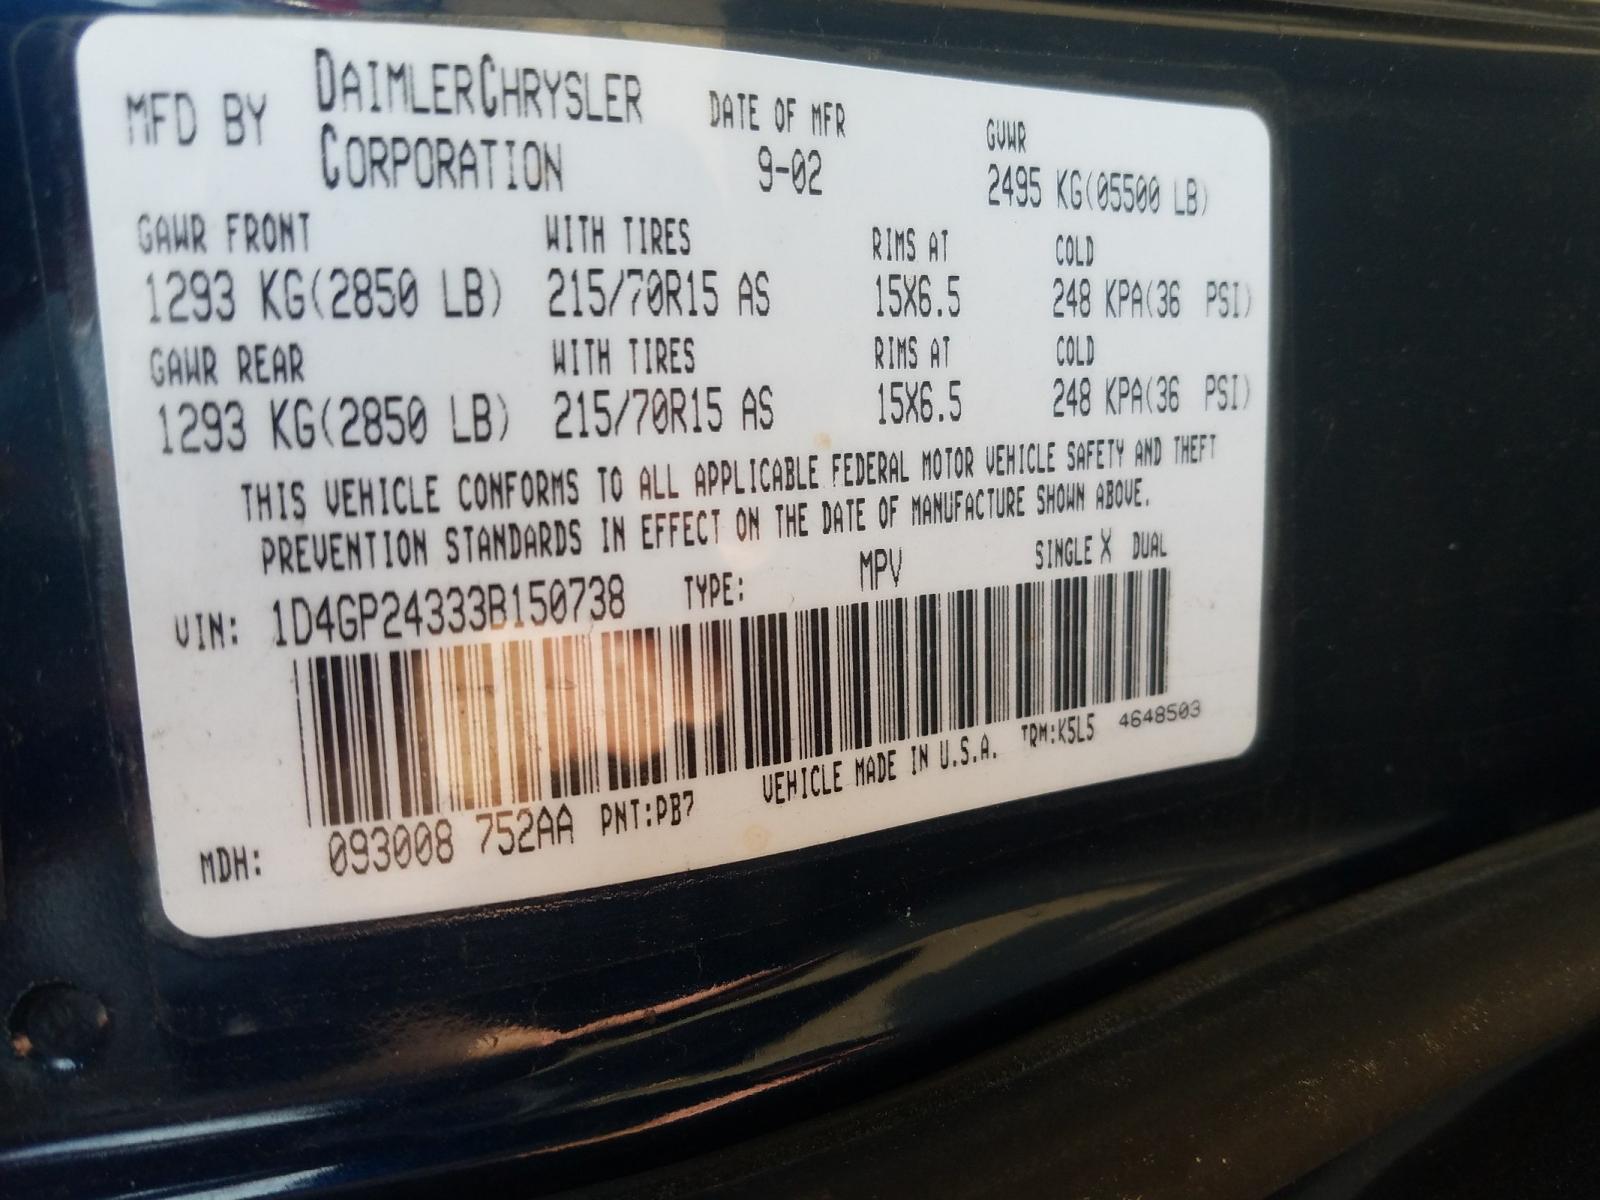 MFD BY DAIMLERCHRYSLER CORPORATION DATE OF MFR 9-02 GVWR 2495 KG(05500 LB)
GAWR FRONT WITH TIRES RIMS AT COLD
1293 KG(2850 LB) 215/70R15 AS 15X6.5 248 KPA(36 PSI)
GAWR REAR WITH TIRES RIMS AT COLD
1293 KG(2850 LB) 215/70R15 AS 15X6.5 248 KPA(36 PSI)
THIS VEHICLE CONFORMS TO ALL APPLICABLE FEDERAL MOTOR VEHICLE SAFETY AND THEFT
PREVENTION STANDARDS IN EFFECT ON THE DATE OF MANUFACTURE SHOWN ABOVE.
VIN: 1D4GP24333B150738 TYPE: MPV SINGLE X DUAL
MDH: 093008 752AA PNT:PB7 VEHICLE MADE IN U.S.A. TRM:K5L5 4648503